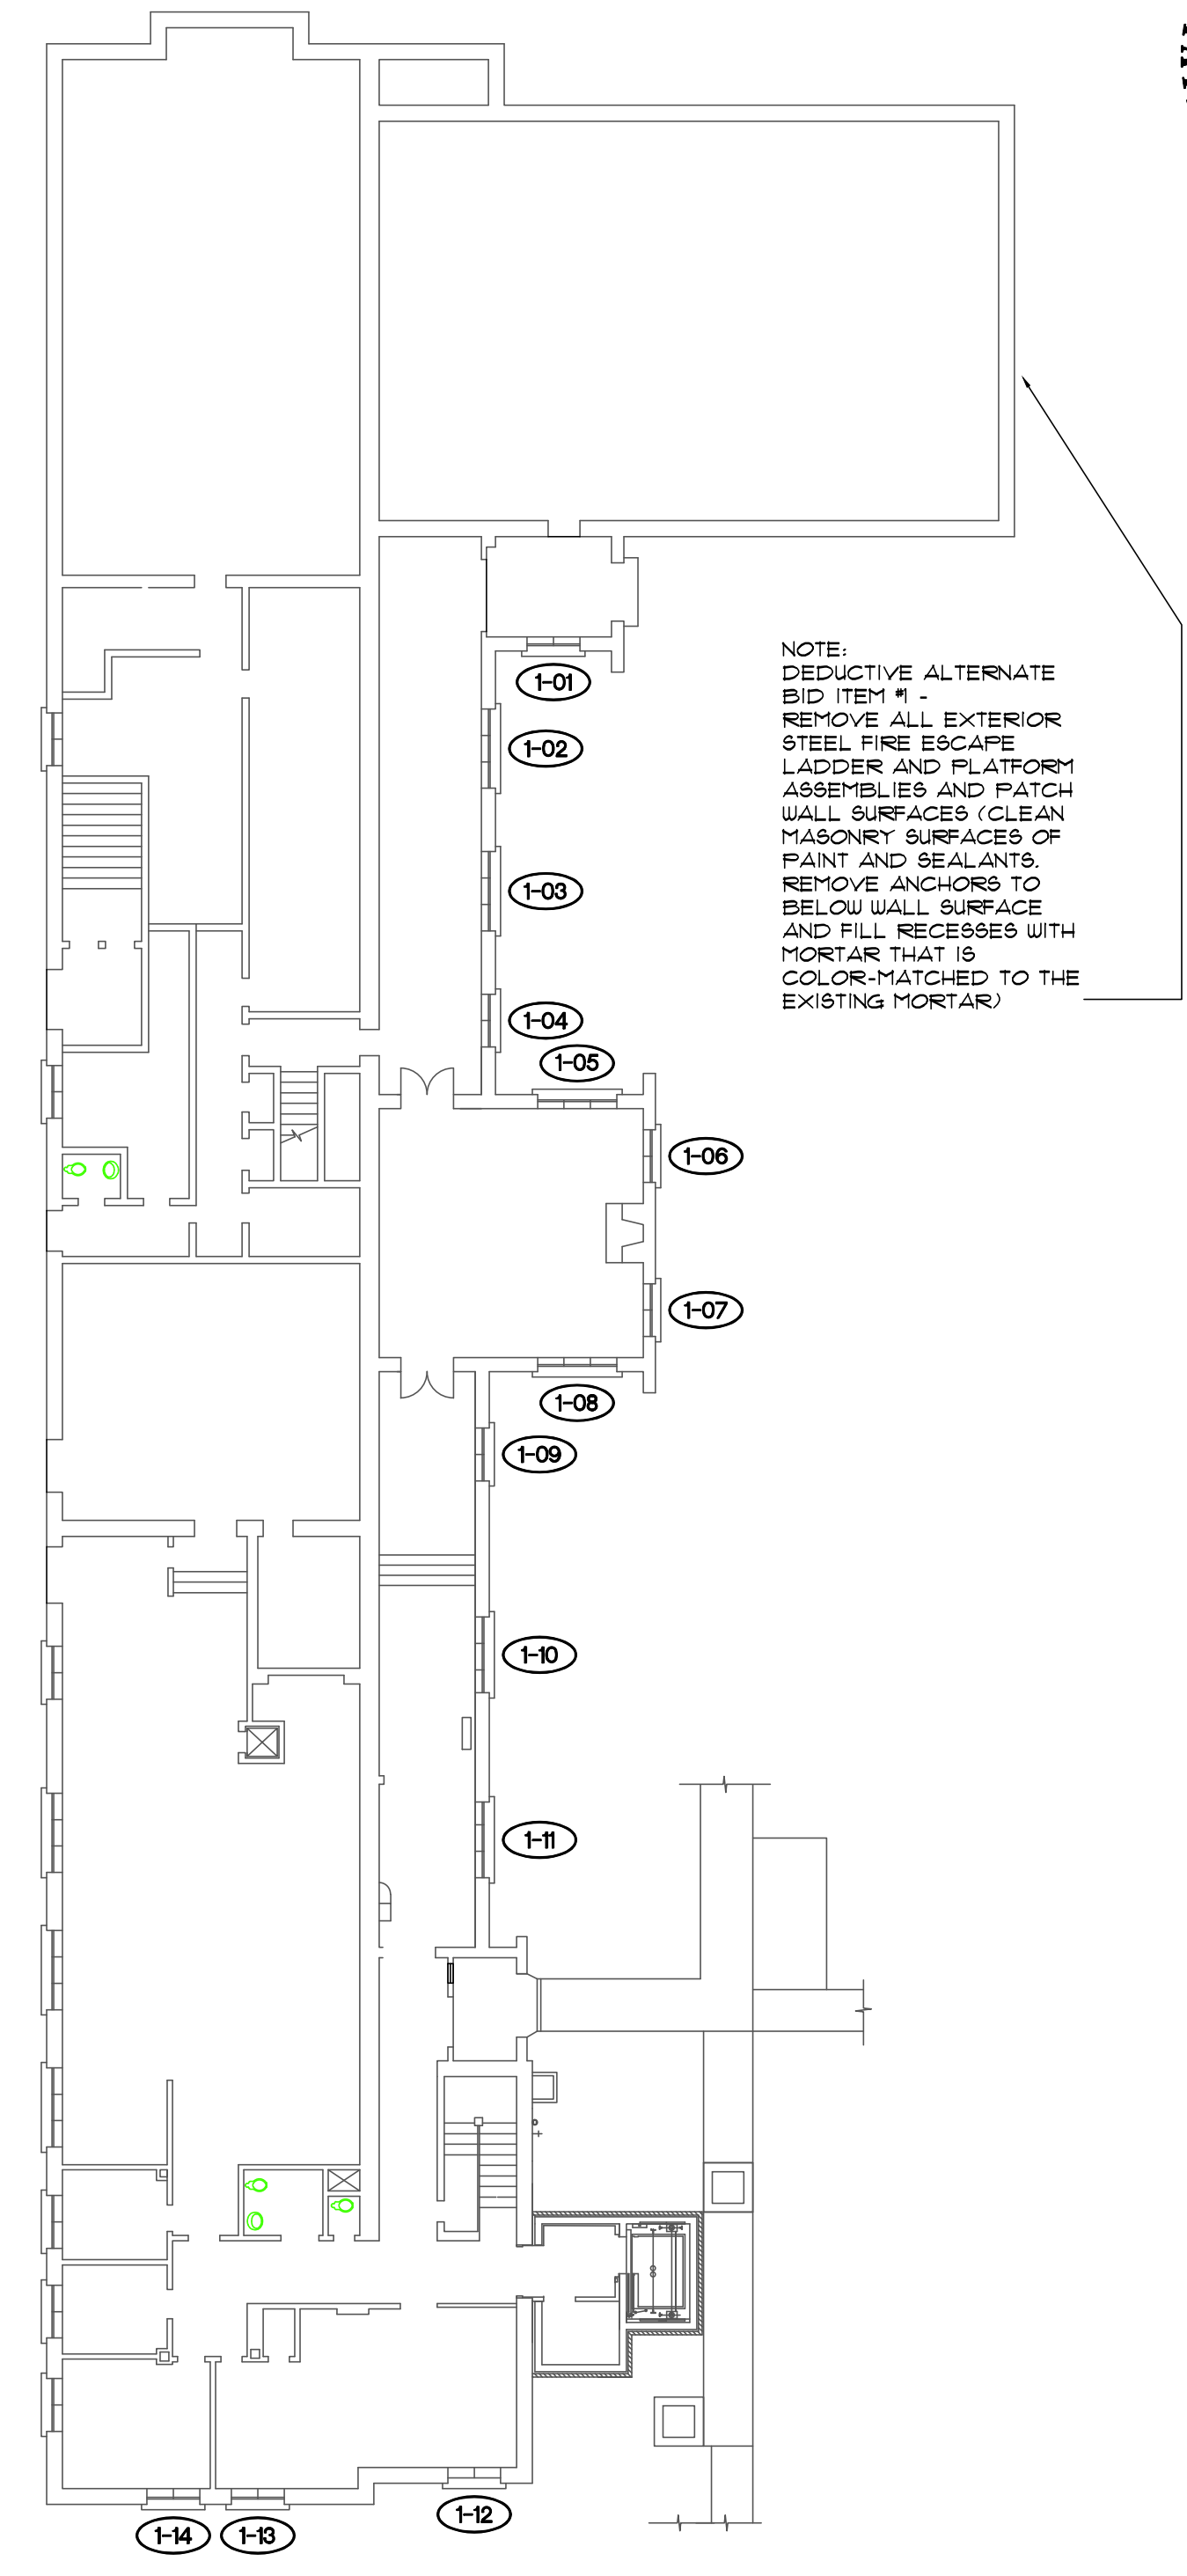 1-01
1-02
1-03
1-04
1-05
1-06
1-07
1-08
1-09
1-10
1-11
1-12
1-13
1-14
NOTE:
DEDUCTIVE ALTERNATE
BID ITEM #1 -
REMOVE ALL EXTERIOR
STEEL FIRE ESCAPE
LADDER AND PLATFORM
ASSEMBLIES AND PATCH
WALL SURFACES (CLEAN
MASONRY SURFACES OF
PAINT AND SEALANTS.
REMOVE ANCHORS TO
BELOW WALL SURFACE
AND FILL RECESSES WITH
MORTAR THAT IS
COLOR-MATCHED TO THE
EXISTING MORTAR)